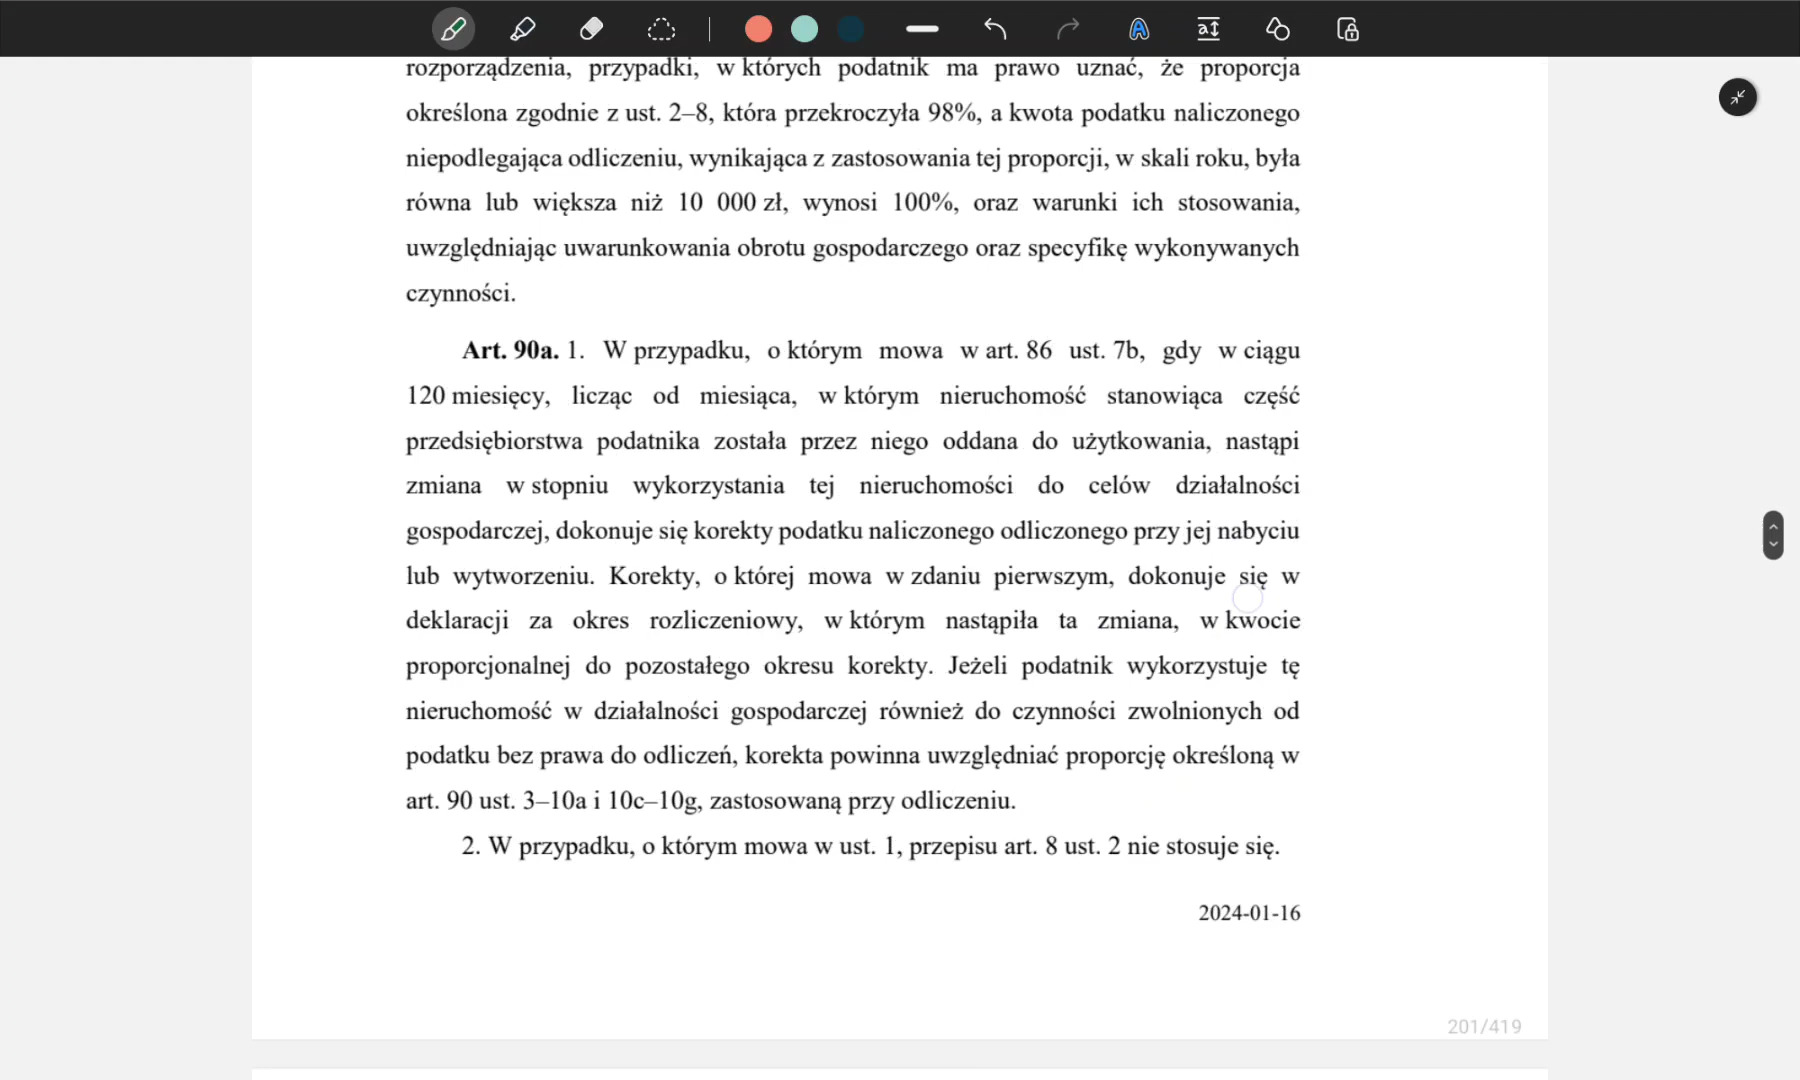 rozporządzenia, przypadki, w których podatnik ma prawo uznać, że proporcja
określona zgodnie z ust. 2–8, która przekroczyła 98%, a kwota podatku naliczonego
niepodlegająca odliczeniu, wynikająca z zastosowania tej proporcji, w skali roku, była
równa lub większa niż 10 000 zł, wynosi 100%, oraz warunki ich stosowania,
uwzględniając uwarunkowania obrotu gospodarczego oraz specyfikę wykonywanych
czynności.
Art. 90a. 1. W przypadku, o którym mowa w art. 86 ust. 7b, gdy w ciągu
120 miesięcy, licząc od miesiąca, w którym nieruchomość stanowiąca część
przedsiębiorstwa podatnika została przez niego oddana do użytkowania, nastąpi
zmiana w stopniu wykorzystania tej nieruchomości do celów działalności
gospodarczej, dokonuje się korekty podatku naliczonego odliczonego przy jej nabyciu
lub wytworzeniu. Korekty, o której mowa w zdaniu pierwszym, dokonuje się w
deklaracji za okres rozliczeniowy, w którym nastąpiła ta zmiana, w kwocie
proporcjonalnej do pozostałego okresu korekty. Jeżeli podatnik wykorzystuje tę
nieruchomość w działalności gospodarczej również do czynności zwolnionych od
podatku bez prawa do odliczeń, korekta powinna uwzględniać proporcję określoną w
art. 90 ust. 3–10a i 10c–10g, zastosowaną przy odliczeniu.
2. W przypadku, o którym mowa w ust. 1, przepisu art. 8 ust. 2 nie stosuje się.
2024-01-16
201/419